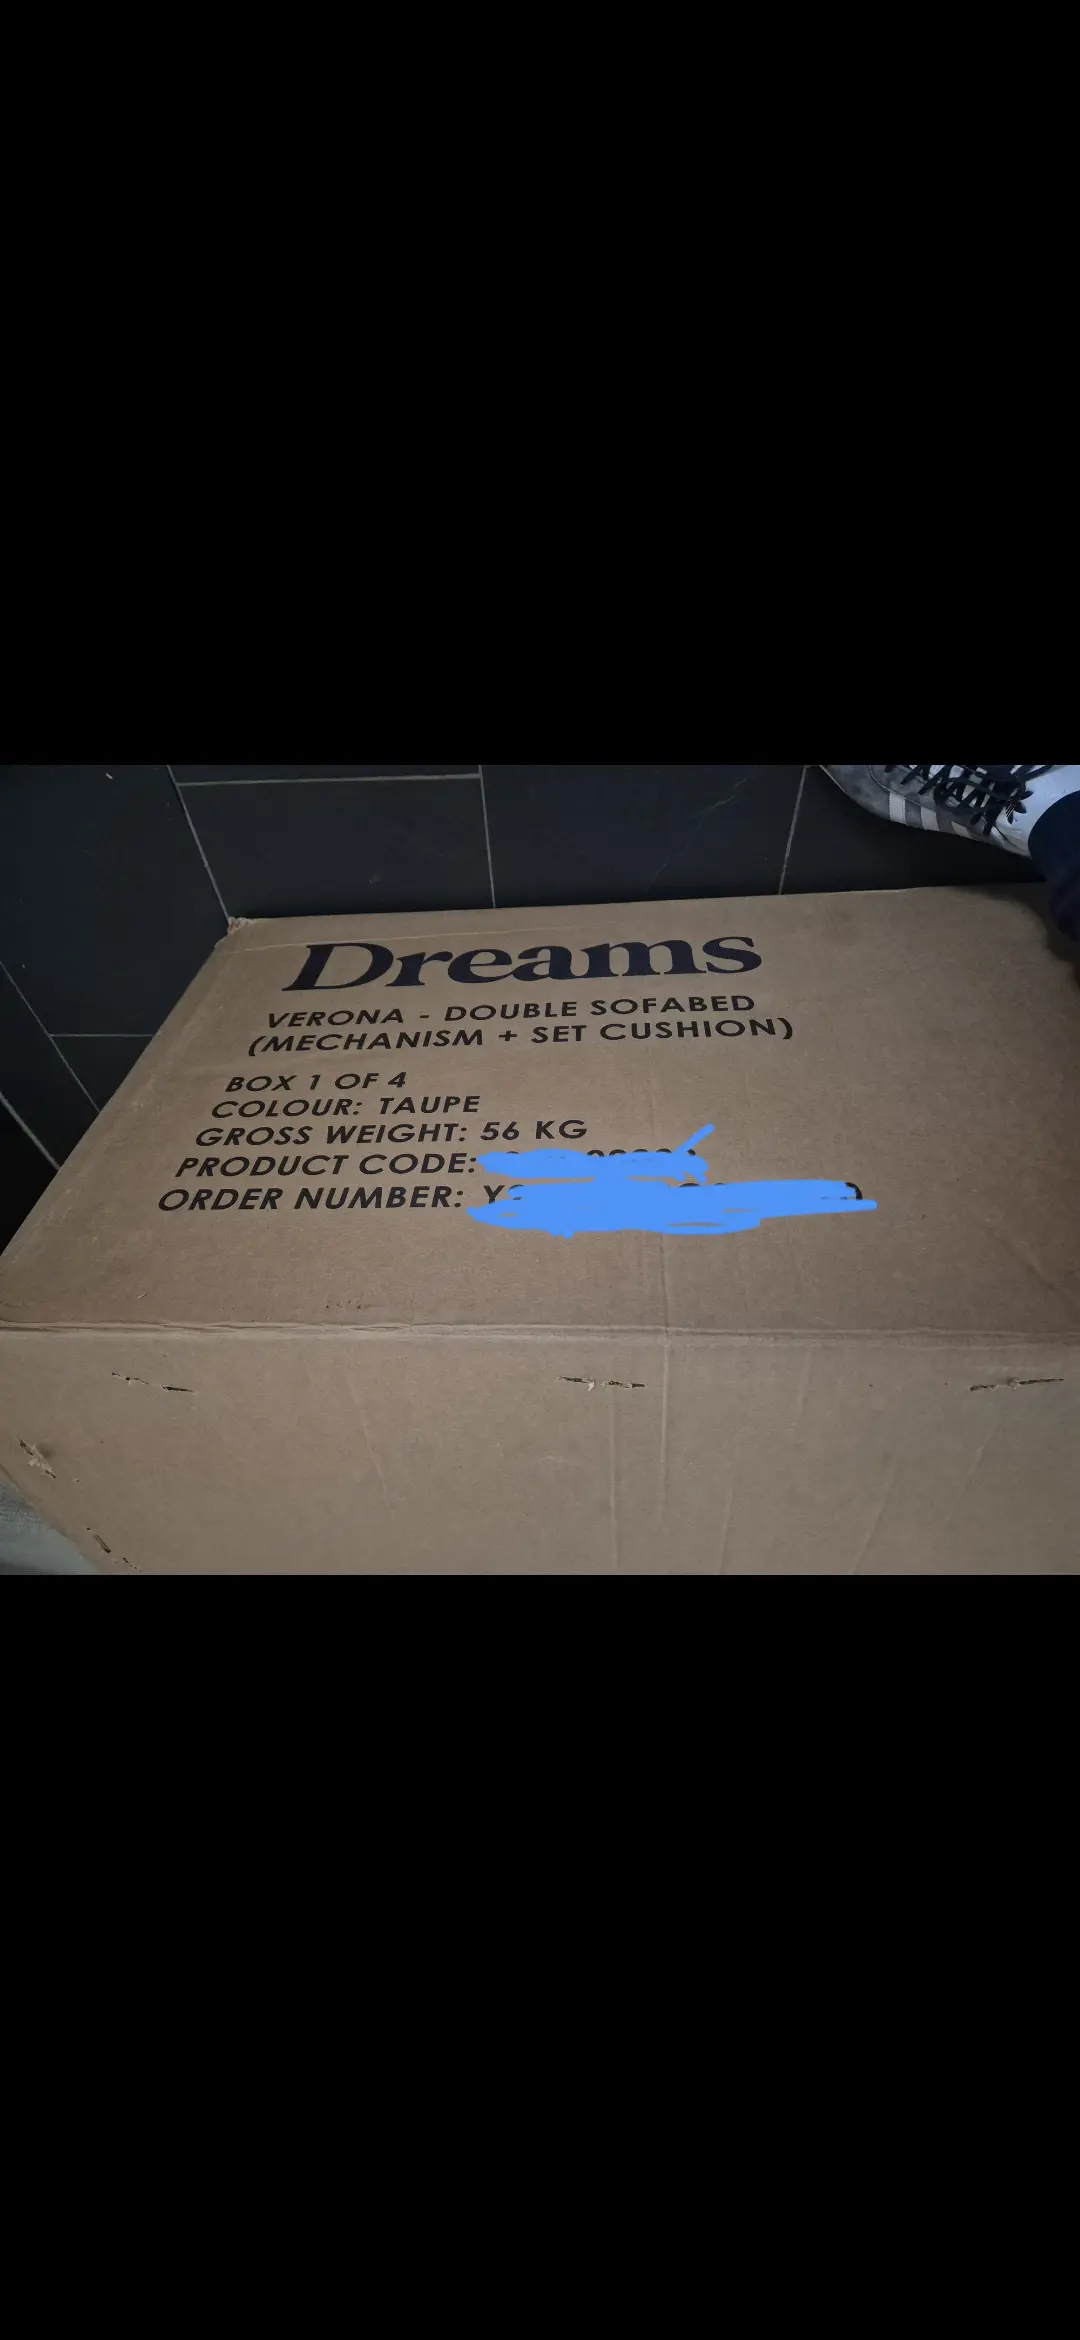 Dreams
VERONA - DOUBLE SOFABED
(MECHANISM + SET CUSHION)
BOX 1 OF 4
COLOUR: TAUPE
GROSS WEIGHT: 56 KG
PRODUCT CODE:
ORDER NUMBER: